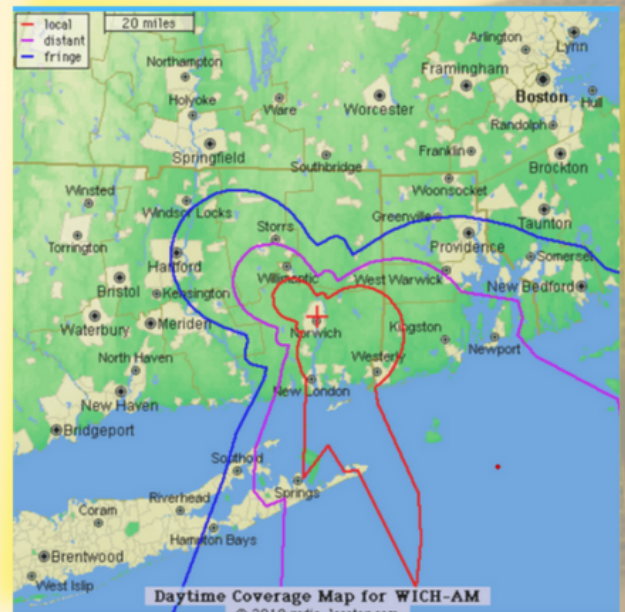 local
distant
fringe
20 miles
Arlington
Lynn
Northampton
Framingham
Holyoke
Ware
Worcester
Boston
Hull
Randolph
Springfield
Franklin
Brockton
Southbridge
Winsted
Windsor Locks
Woonsocket
Greenville
Taunton
Storrs
Torrington
Hartford
Providence
Somerset
Willimantic
West Warwick
New Bedford
Bristol
Kensington
Waterbury
Meriden
Norwich
Kingston
Newport
North Haven
Westerly
New Haven
New London
Bridgeport
Southold
Riverhead
Springs
Coram
Hampton Bays
Brentwood
West Islip
Daytime Coverage Map for WICH-AM